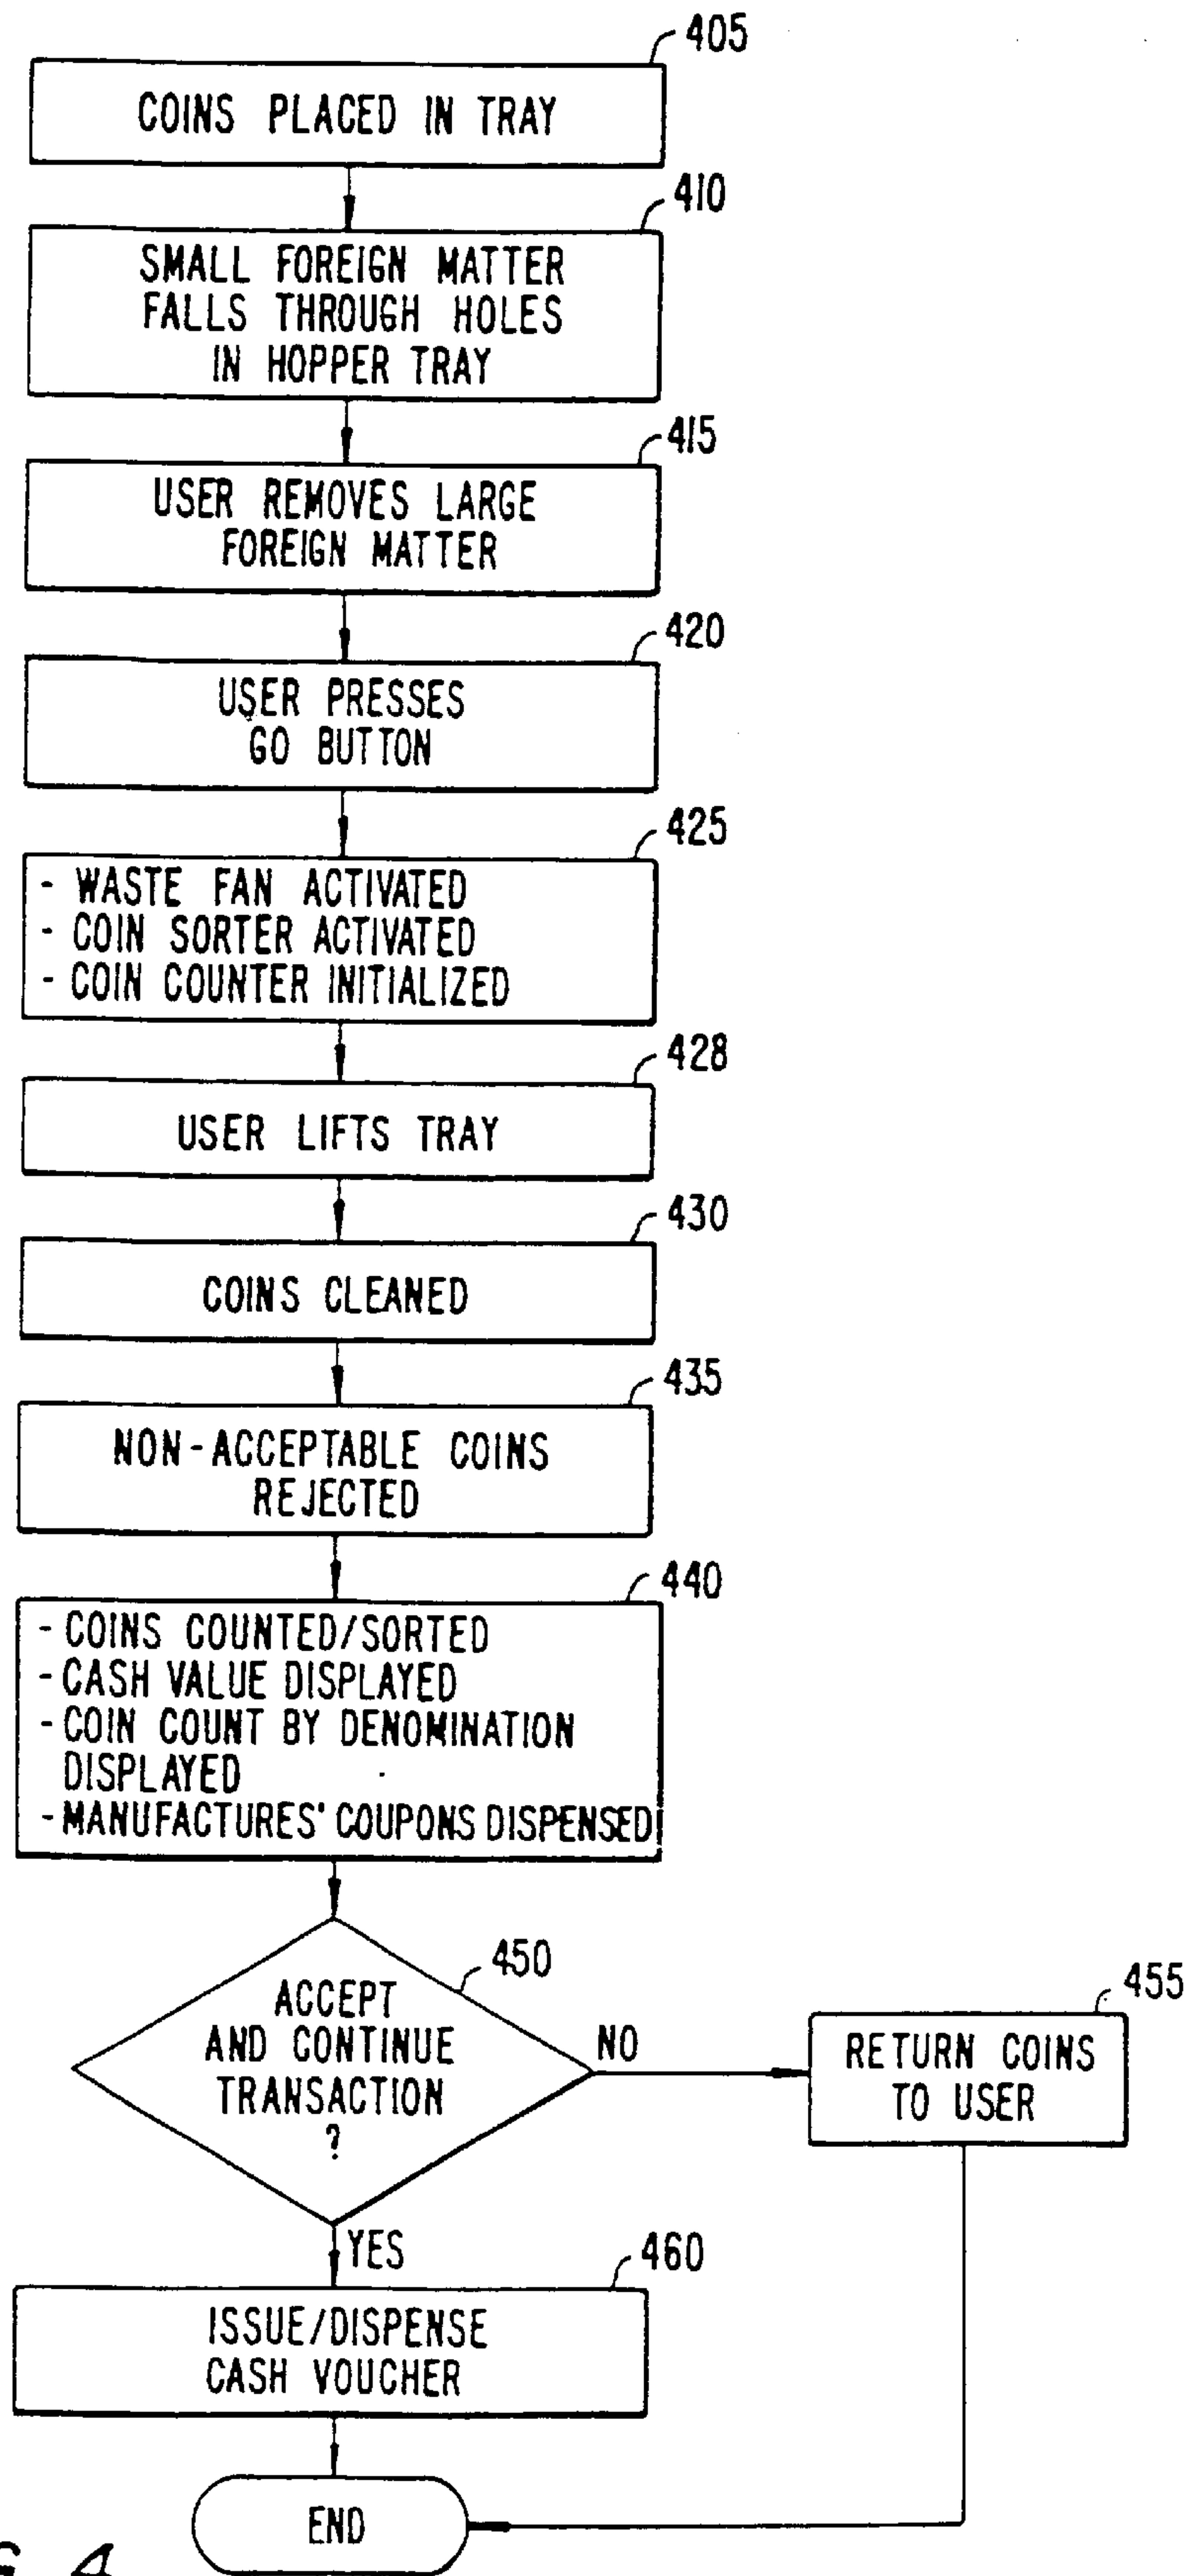 405
COINS PLACED IN TRAY
410
SMALL FOREIGN MATTER
FALLS THROUGH HOLES
IN HOPPER TRAY
415
USER REMOVES LARGE
FOREIGN MATTER
420
USER PRESSES
GO BUTTON
425
- WASTE FAN ACTIVATED
- COIN SORTER ACTIVATED
- COIN COUNTER INITIALIZED
428
USER LIFTS TRAY
430
COINS CLEANED
435
NON-ACCEPTABLE COINS
REJECTED
440
- COINS COUNTED/SORTED
- CASH VALUE DISPLAYED
- COIN COUNT BY DENOMINATION
DISPLAYED
- MANUFACTURES' COUPONS DISPENSED
450
ACCEPT
AND CONTINUE
TRANSACTION
?
NO
455
RETURN COINS
TO USER
YES
460
ISSUE/DISPENSE
CASH VOUCHER
END
4